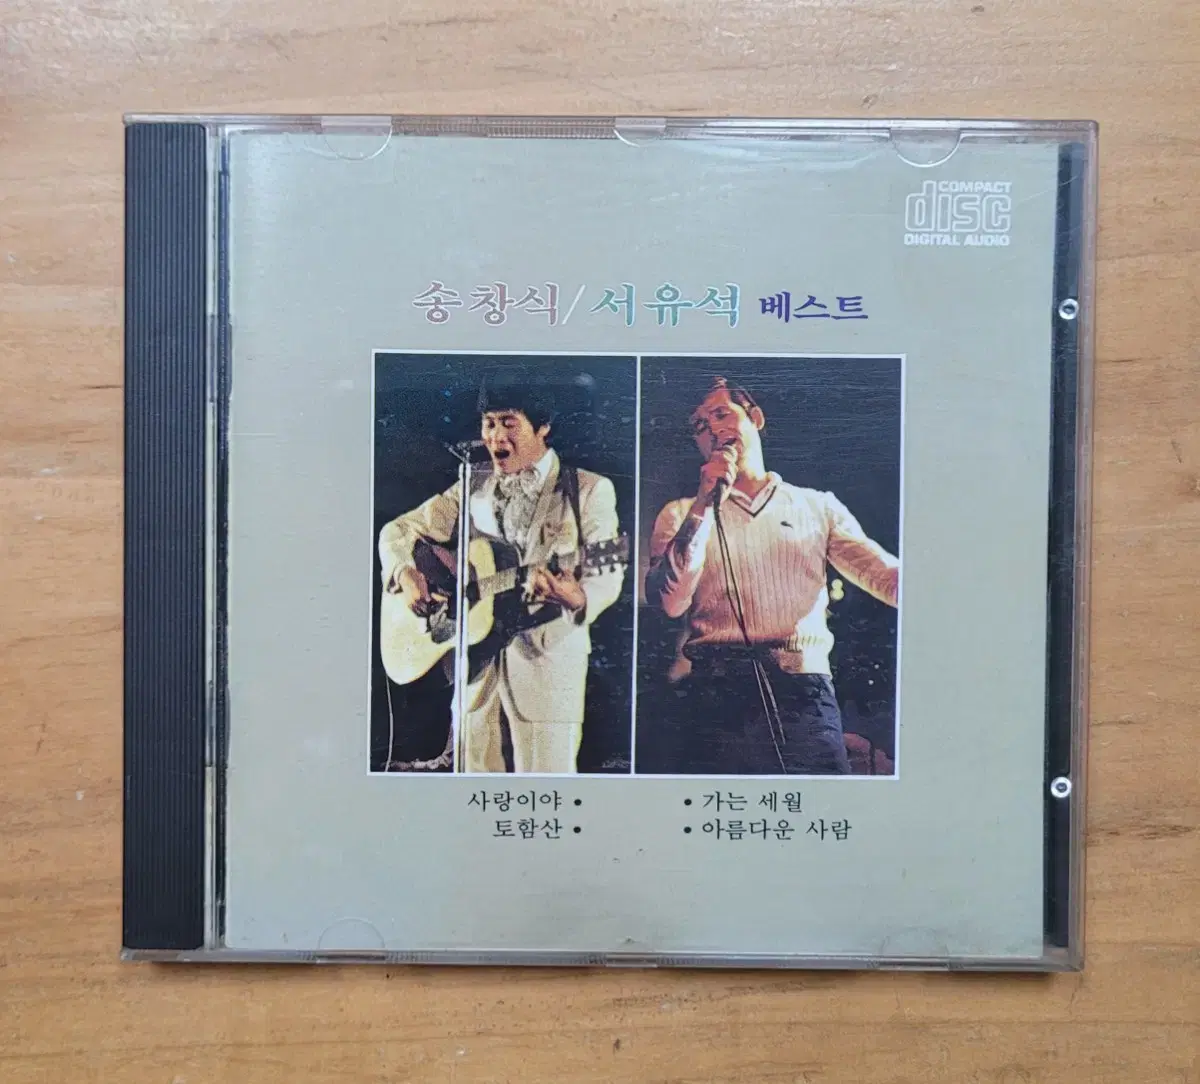 COMPACT
disc
DIGITAL AUDIO
송창식/서유석 베스트
사랑이야 •
토함산 •
• 가는 세월
• 아름다운 사람